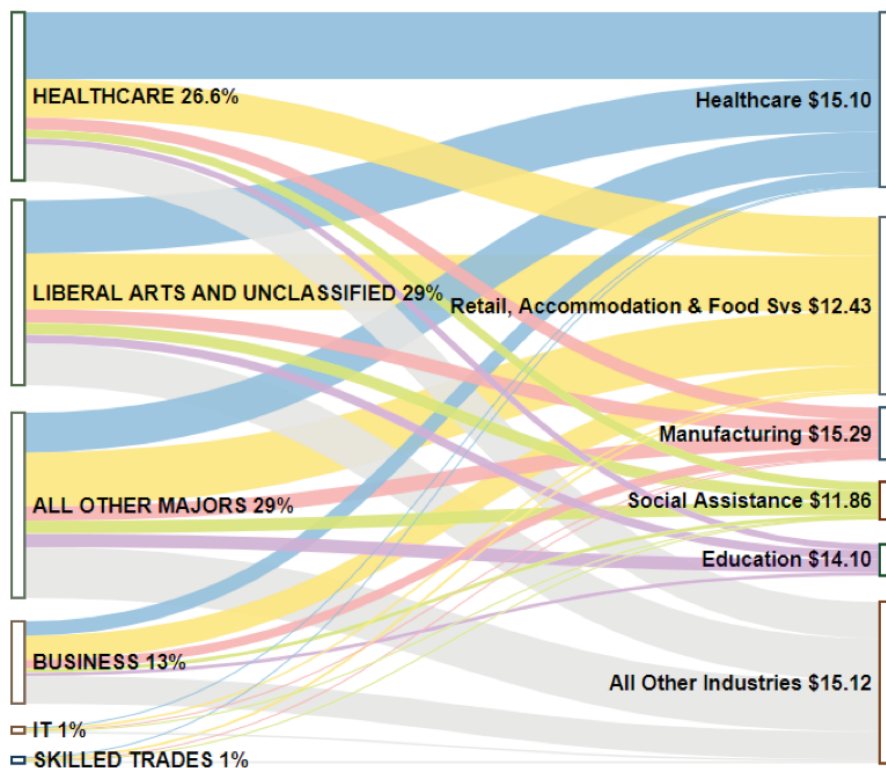 HEALTHCARE 26.6%
LIBERAL ARTS AND UNCLASSIFIED 29%
ALL OTHER MAJORS 29%
BUSINESS 13%
IT 1%
SKILLED TRADES 1%
Healthcare $15.10
Retail, Accommodation & Food Svs $12.43
Manufacturing $15.29
Social Assistance $11.86
Education $14.10
All Other Industries $15.12